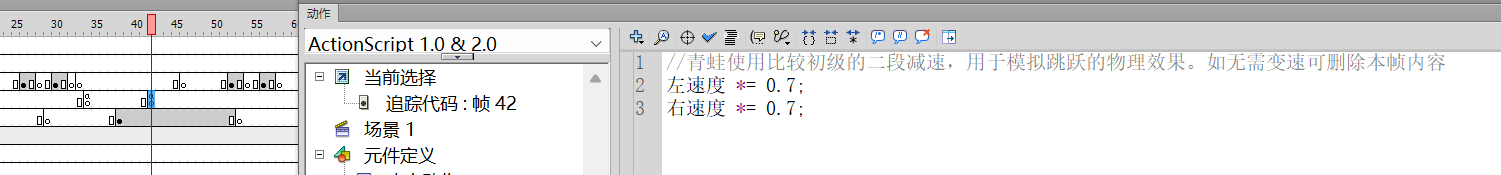 动作
25 30 35 40 45 50 55
ActionScript 1.0 & 2.0
当前选择
追踪代码 : 帧 42
场景 1
元件定义
1 //青蛙使用比较初级的二段减速，用于模拟跳跃的物理效果。如无需变速可删除本帧内容
2 左速度 *= 0.7;
3 右速度 *= 0.7;